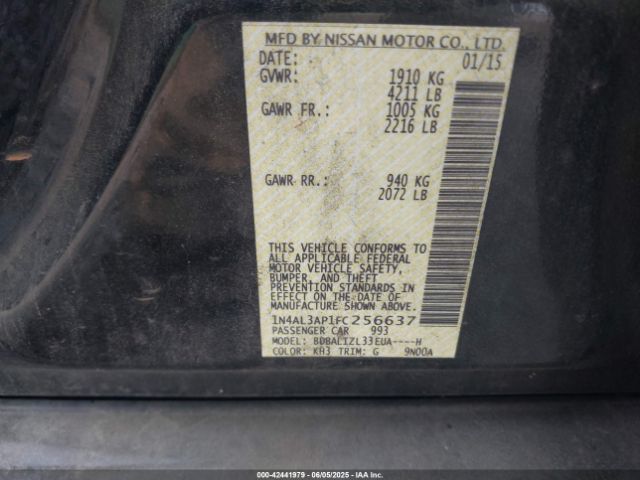 MFD BY NISSAN MOTOR CO., LTD.
DATE: 01/15
GVWR: 1910 KG
4211 LB
GAWR FR.: 1005 KG
2216 LB
GAWR RR.: 940 KG
2072 LB
THIS VEHICLE CONFORMS TO
ALL APPLICABLE FEDERAL
MOTOR VEHICLE SAFETY,
BUMPER, AND THEFT
PREVENTION STANDARDS
IN EFFECT ON THE DATE OF
MANUFACTURE SHOWN ABOVE.
1N4AL3AP1FC256637
PASSENGER CAR 993
MODEL: BDBALIZL33EUA----H
COLOR: KH3 TRIM: G 9N00A
000-42441979 - 06/05/2025 - IAA Inc.